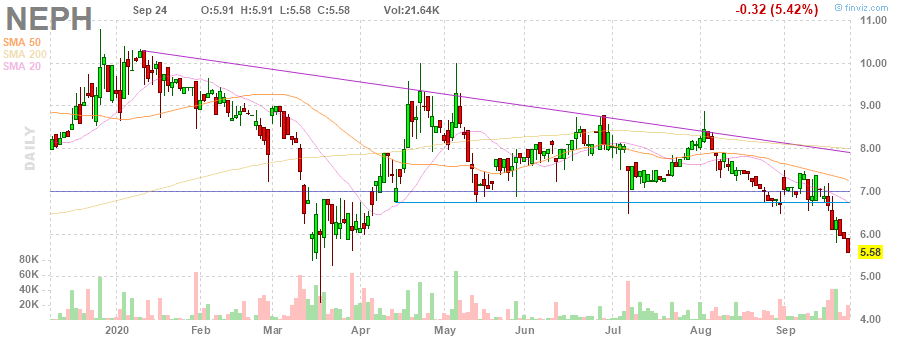 NEPH Sep 24 O:5.91 H:5.91 L:5.58 C:5.58 Vol:21.64K -0.32 (5.42%) @ finviz.com
SMA 50
SMA 200
SMA 20
DAILY
11.00
10.00
9.00
8.00
7.00
6.00
5.58
5.00
4.00
80K
60K
40K
20K
2020 Feb Mar Apr May Jun Jul Aug Sep